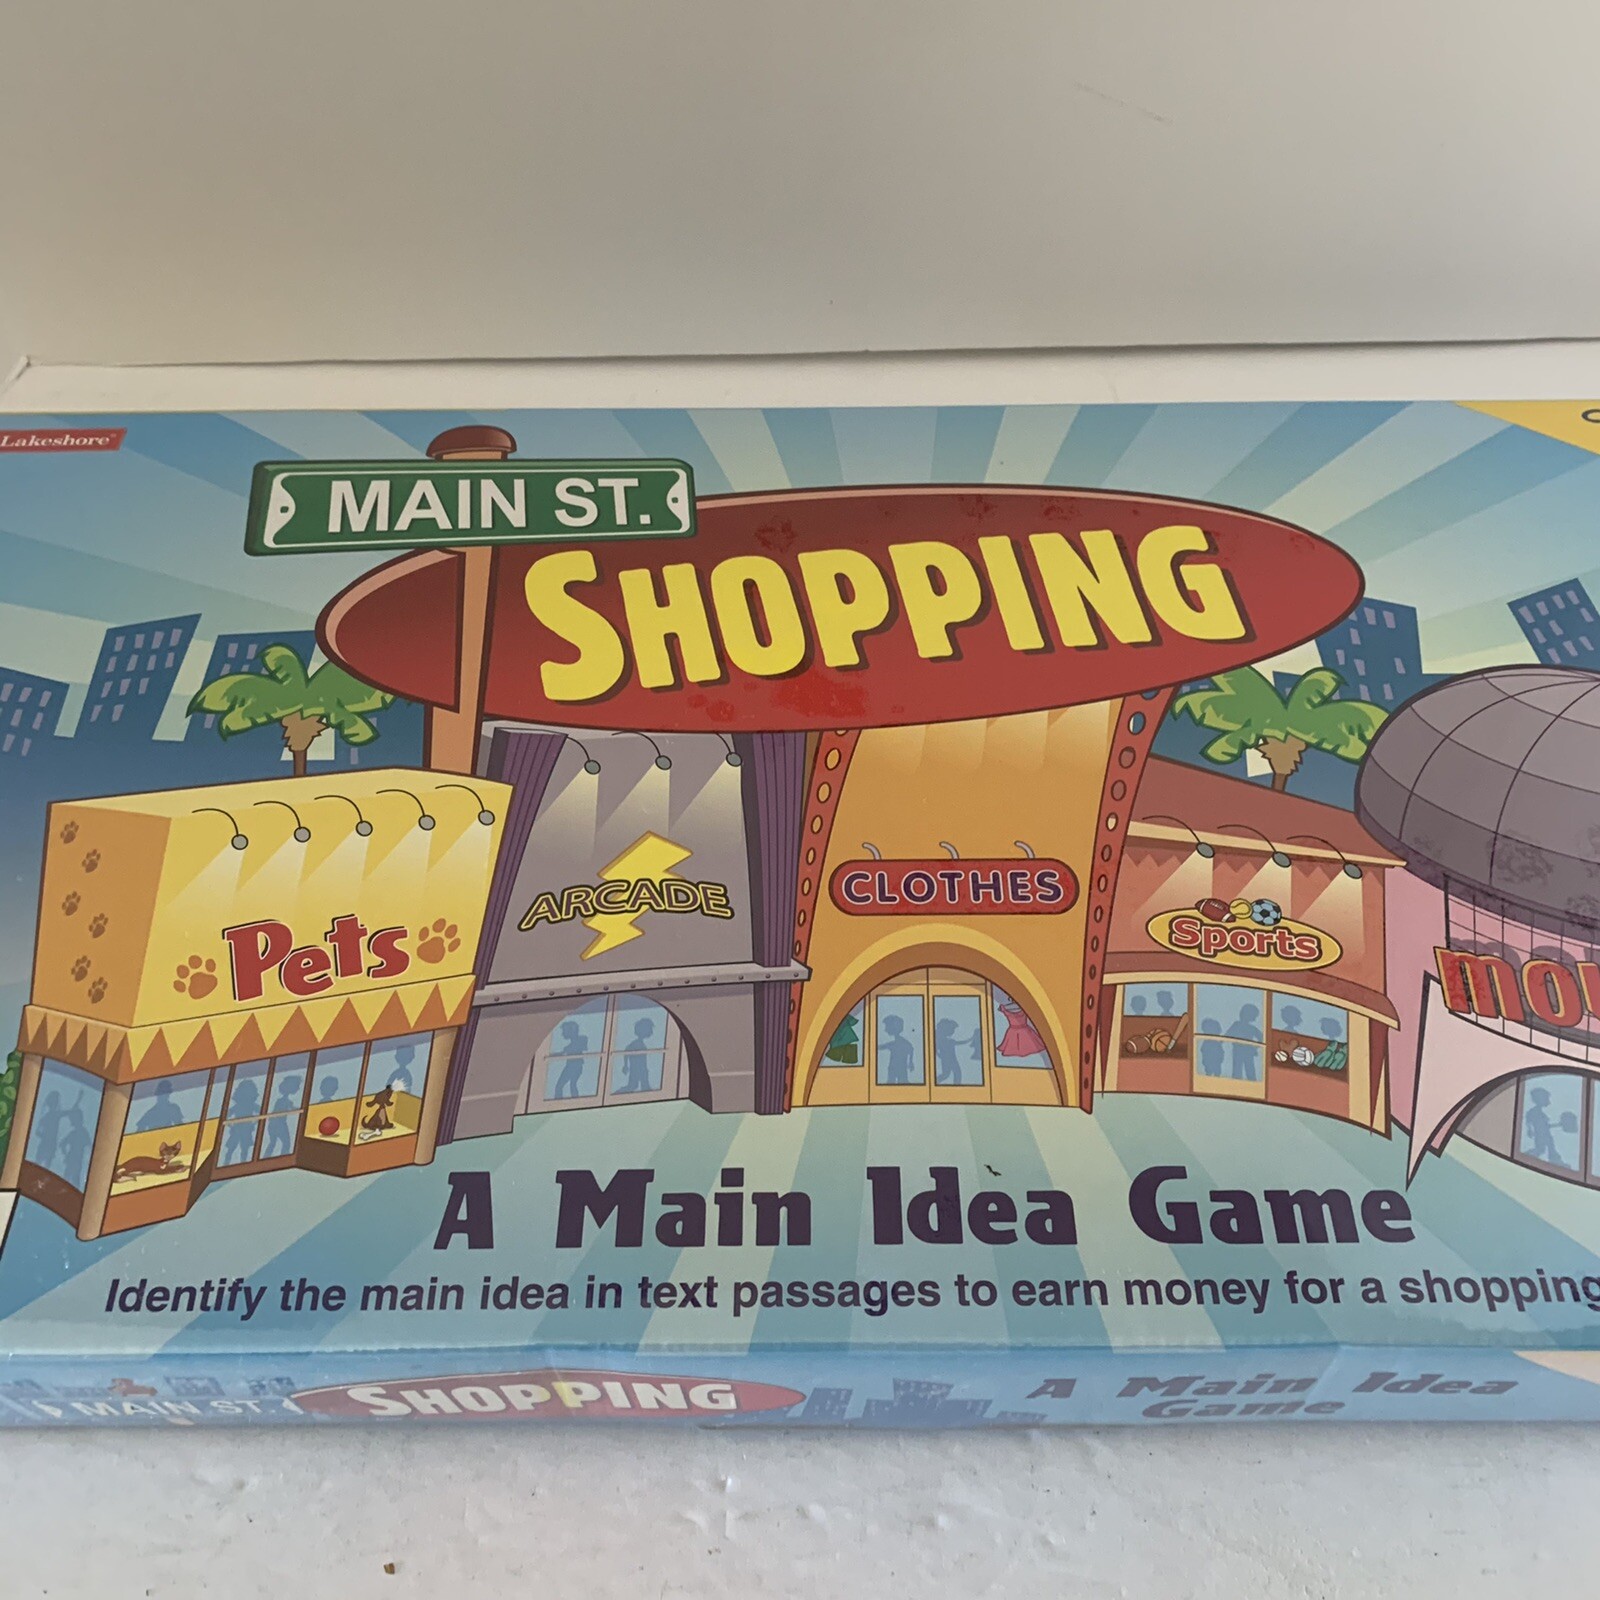 Lakeshore
MAIN ST.
SHOPPING
ARCADE
CLOTHES
Pets
Sports
A Main Idea Game
Identify the main idea in text passages to earn money for a shopping
MAIN ST.
SHOPPING
A Main Idea
Game